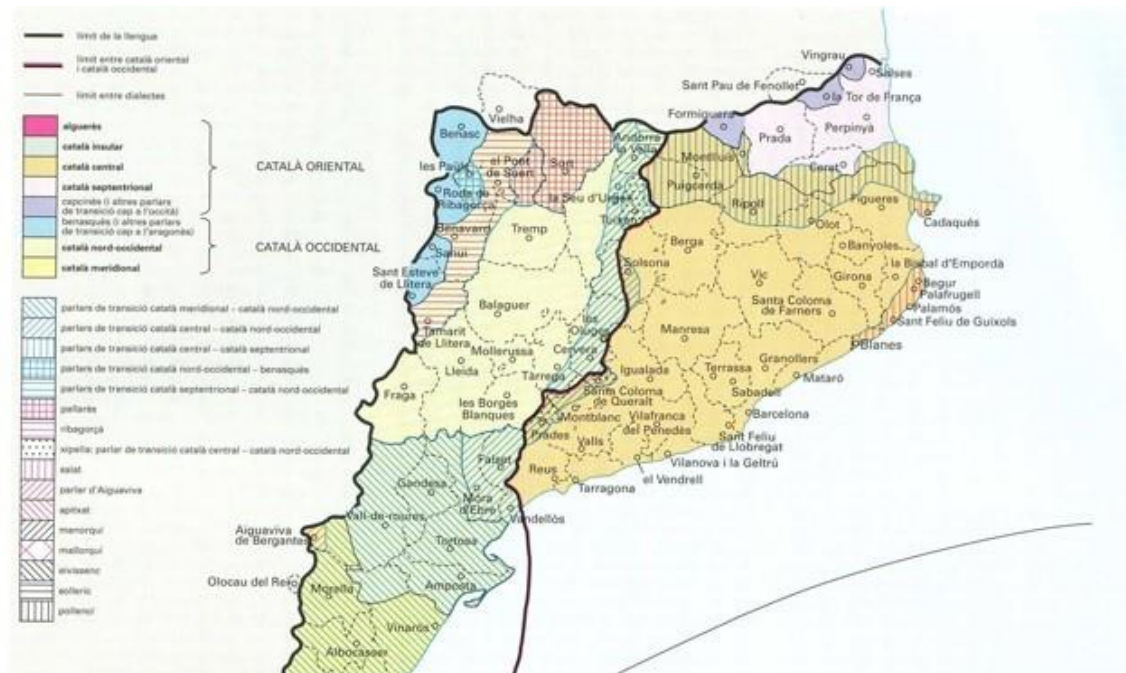 límit de la llengua
límit entre català oriental
i català occidental
límit entre dialectes
alguerès
català insular
català central
català septentrional
capcinès (i altres parlars
de transició cap a l'occità)
benasquès (i altres parlars
de transició cap a l'aragonès)
català nord-occidental
català meridional
CATALÀ ORIENTAL
CATALÀ OCCIDENTAL
parlars de transició català meridional – català nord-occidental
parlars de transició català central – català nord-occidental
parlars de transició català central – català septentrional
parlars de transició català nord-occidental – benasquès
parlars de transició català septentrional – català nord-occidental
pallarès
ribagorçà
xipella: parlar de transició català central – català nord-occidental
salat
parlar d'Aiguaviva
apitxat
menorquí
mallorquí
eivissenc
solleric
pollencí
Vingrau
Salses
Sant Pau de Fenollet
la Tor de França
Formiguera
Perpinyà
Prada
Vielha
Benasc
Andorra
la Vella
les Paüls
el Pont
de Suert
Sort
Montlluís
Ceret
Roda de
Ribagorça
la Seu d'Urgell
Puigcerdà
Tuixén
Ripoll
Figueres
Cadaqués
Olot
Benavarri
Tremp
Sanui
Berga
Banyoles
la Bisbal d'Empordà
Solsona
Vic
Girona
Begur
Sant Esteve
de Llitera
Palafrugell
Balaguer
Santa Coloma
de Farners
Palamós
Sant Feliu de Guíxols
les
Oluges
Tamarit
de Llitera
Manresa
Blanes
Mollerussa
Cervera
Granollers
Lleida
Tàrrega
Igualada
Terrassa
Mataró
Fraga
Santa Coloma
de Queralt
Sabadell
les Borges
Blanques
Montblanc
Vilafranca
del Penedès
Barcelona
Prades
Valls
Sant Feliu
de Llobregat
Falset
Vilanova i la Geltrú
Reus
el Vendrell
Gandesa
Tarragona
Móra
d'Ebre
Vandellòs
Vall-de-roures
Aiguaviva
de Bergantes
Tortosa
Olocau del Rei
Morella
Amposta
Vinaròs
Albocàsser